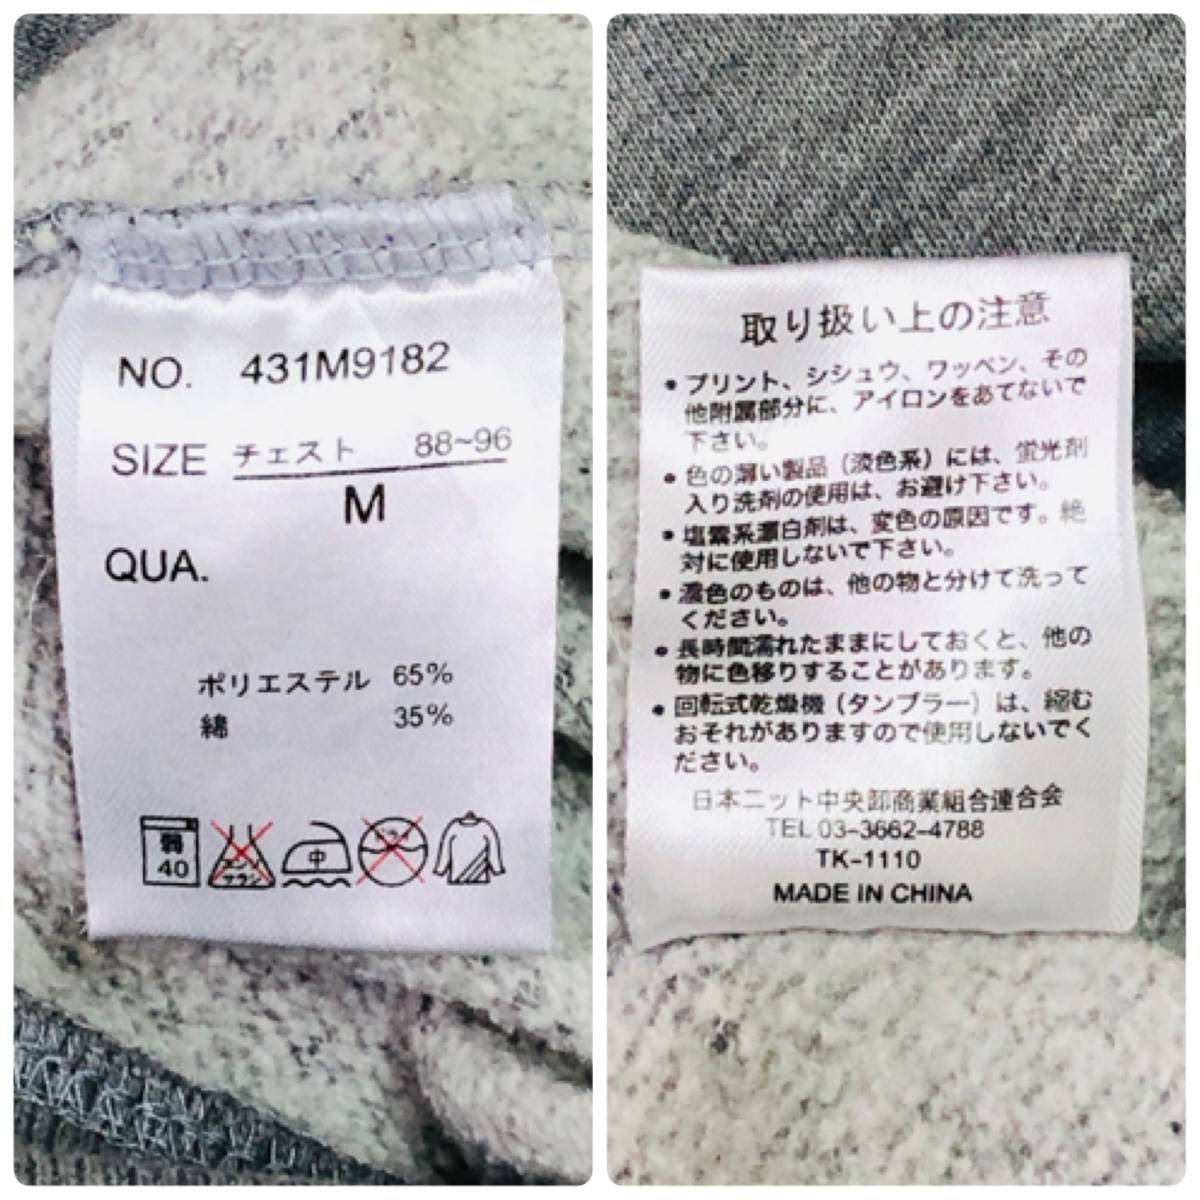 NO. 431M9182
SIZE チェスト 88~96
M
QUA.
ポリエステル 65%
綿 35%
弱
40
エンソ
サラシ
中
ドライ
取り扱い上の注意
• プリント、シシュウ、ワッペン、その
他附属部分に、アイロンをあてないで
下さい。
• 色の薄い製品（淡色系）には、蛍光剤
入り洗剤の使用は、お避け下さい。
• 塩素系漂白剤は、変色の原因です。絶
対に使用しないで下さい。
• 濃色のものは、他の物と分けて洗って
ください。
• 長時間濡れたままにしておくと、他の
物に色移りすることがあります。
• 回転式乾燥機（タンブラー）は、縮む
おそれがありますので使用しないでく
ださい。
日本ニット中央卸商業組合連合会
TEL 03-3662-4788
TK-1110
MADE IN CHINA